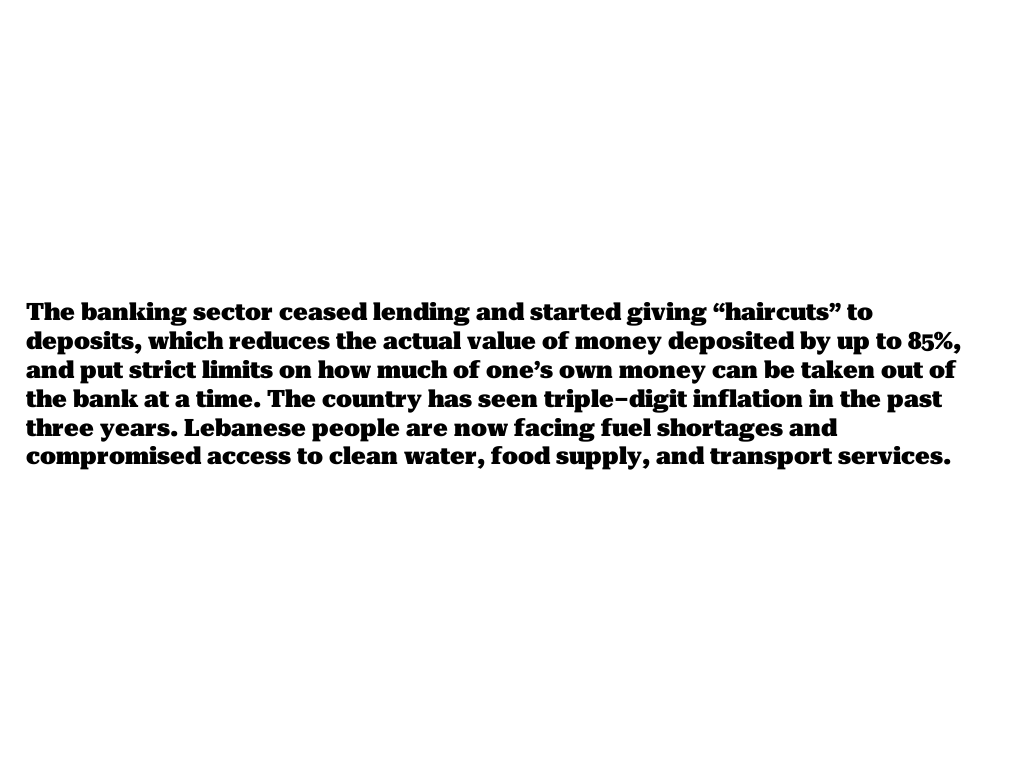 The banking sector ceased lending and started giving “haircuts” to
deposits, which reduces the actual value of money deposited by up to 85%,
and put strict limits on how much of one’s own money can be taken out of
the bank at a time. The country has seen triple–digit inflation in the past
three years. Lebanese people are now facing fuel shortages and
compromised access to clean water, food supply, and transport services.